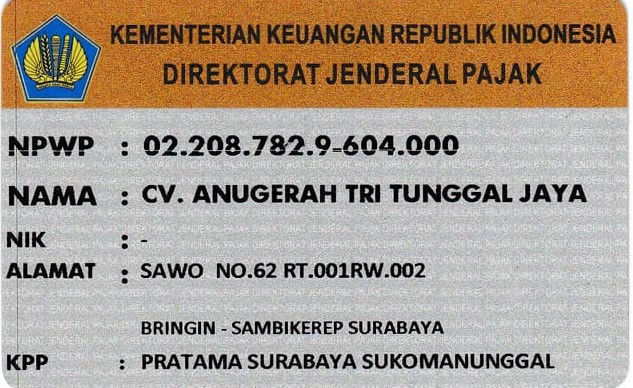 KEMENTERIAN KEUANGAN REPUBLIK INDONESIA
DIREKTORAT JENDERAL PAJAK
NPWP : 02.208.782.9-604.000
NAMA : CV. ANUGERAH TRI TUNGGAL JAYA
NIK : -
ALAMAT : SAWO NO.62 RT.001RW.002
BRINGIN - SAMBIKEREP SURABAYA
KPP : PRATAMA SURABAYA SUKOMANUNGGAL